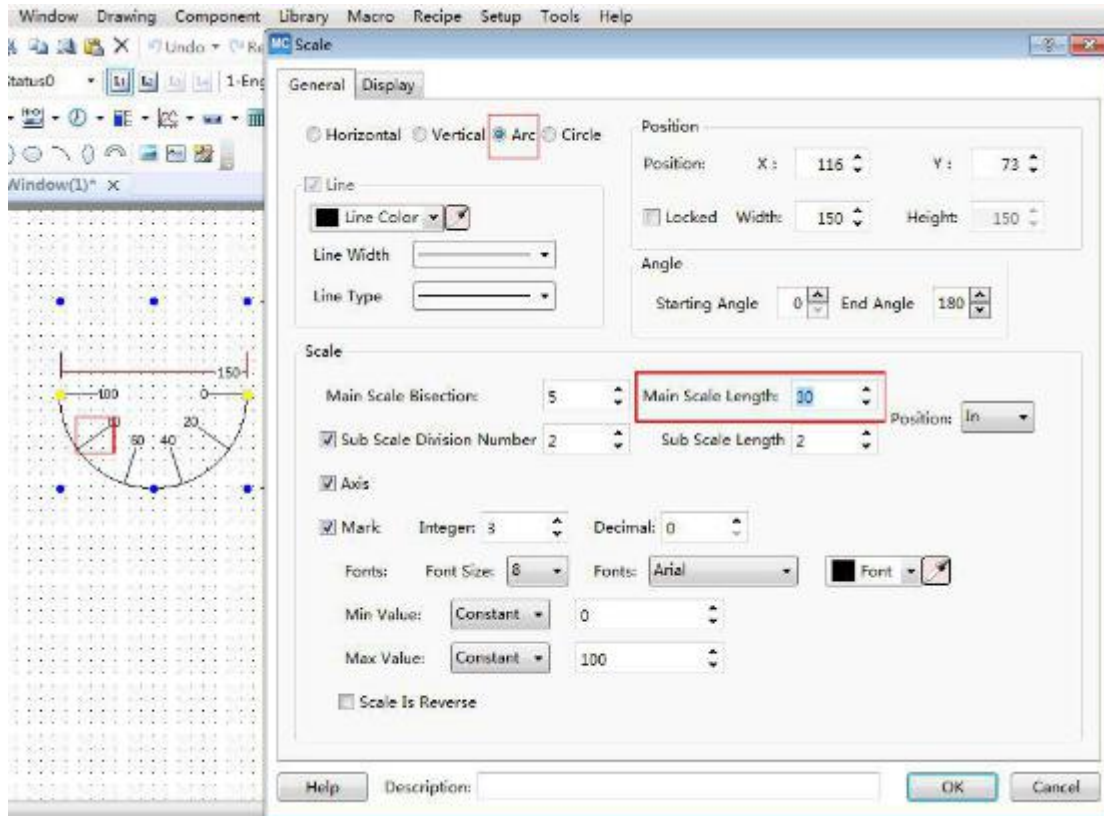 Window Drawing Component Library Macro Recipe Setup Tools Help
Undo Re
Status0 1-Eng
Window(1)* X
MC Scale
General Display
Horizontal Vertical Arc Circle
Line
Line Color
Line Width
Line Type
Position
Position: X: 116 Y: 73
Locked Width: 150 Height: 150
Angle
Starting Angle 0 End Angle 180
150
100 0
20
60 40
Scale
Main Scale Bisection: 5 Main Scale Length: 30
Position: In
Sub Scale Division Number 2 Sub Scale Length 2
Axis
Mark Integer: 3 Decimal: 0
Fonts: Font Size: 8 Fonts: Arial Font
Min Value: Constant 0
Max Value: Constant 100
Scale Is Reverse
Help Description: OK Cancel